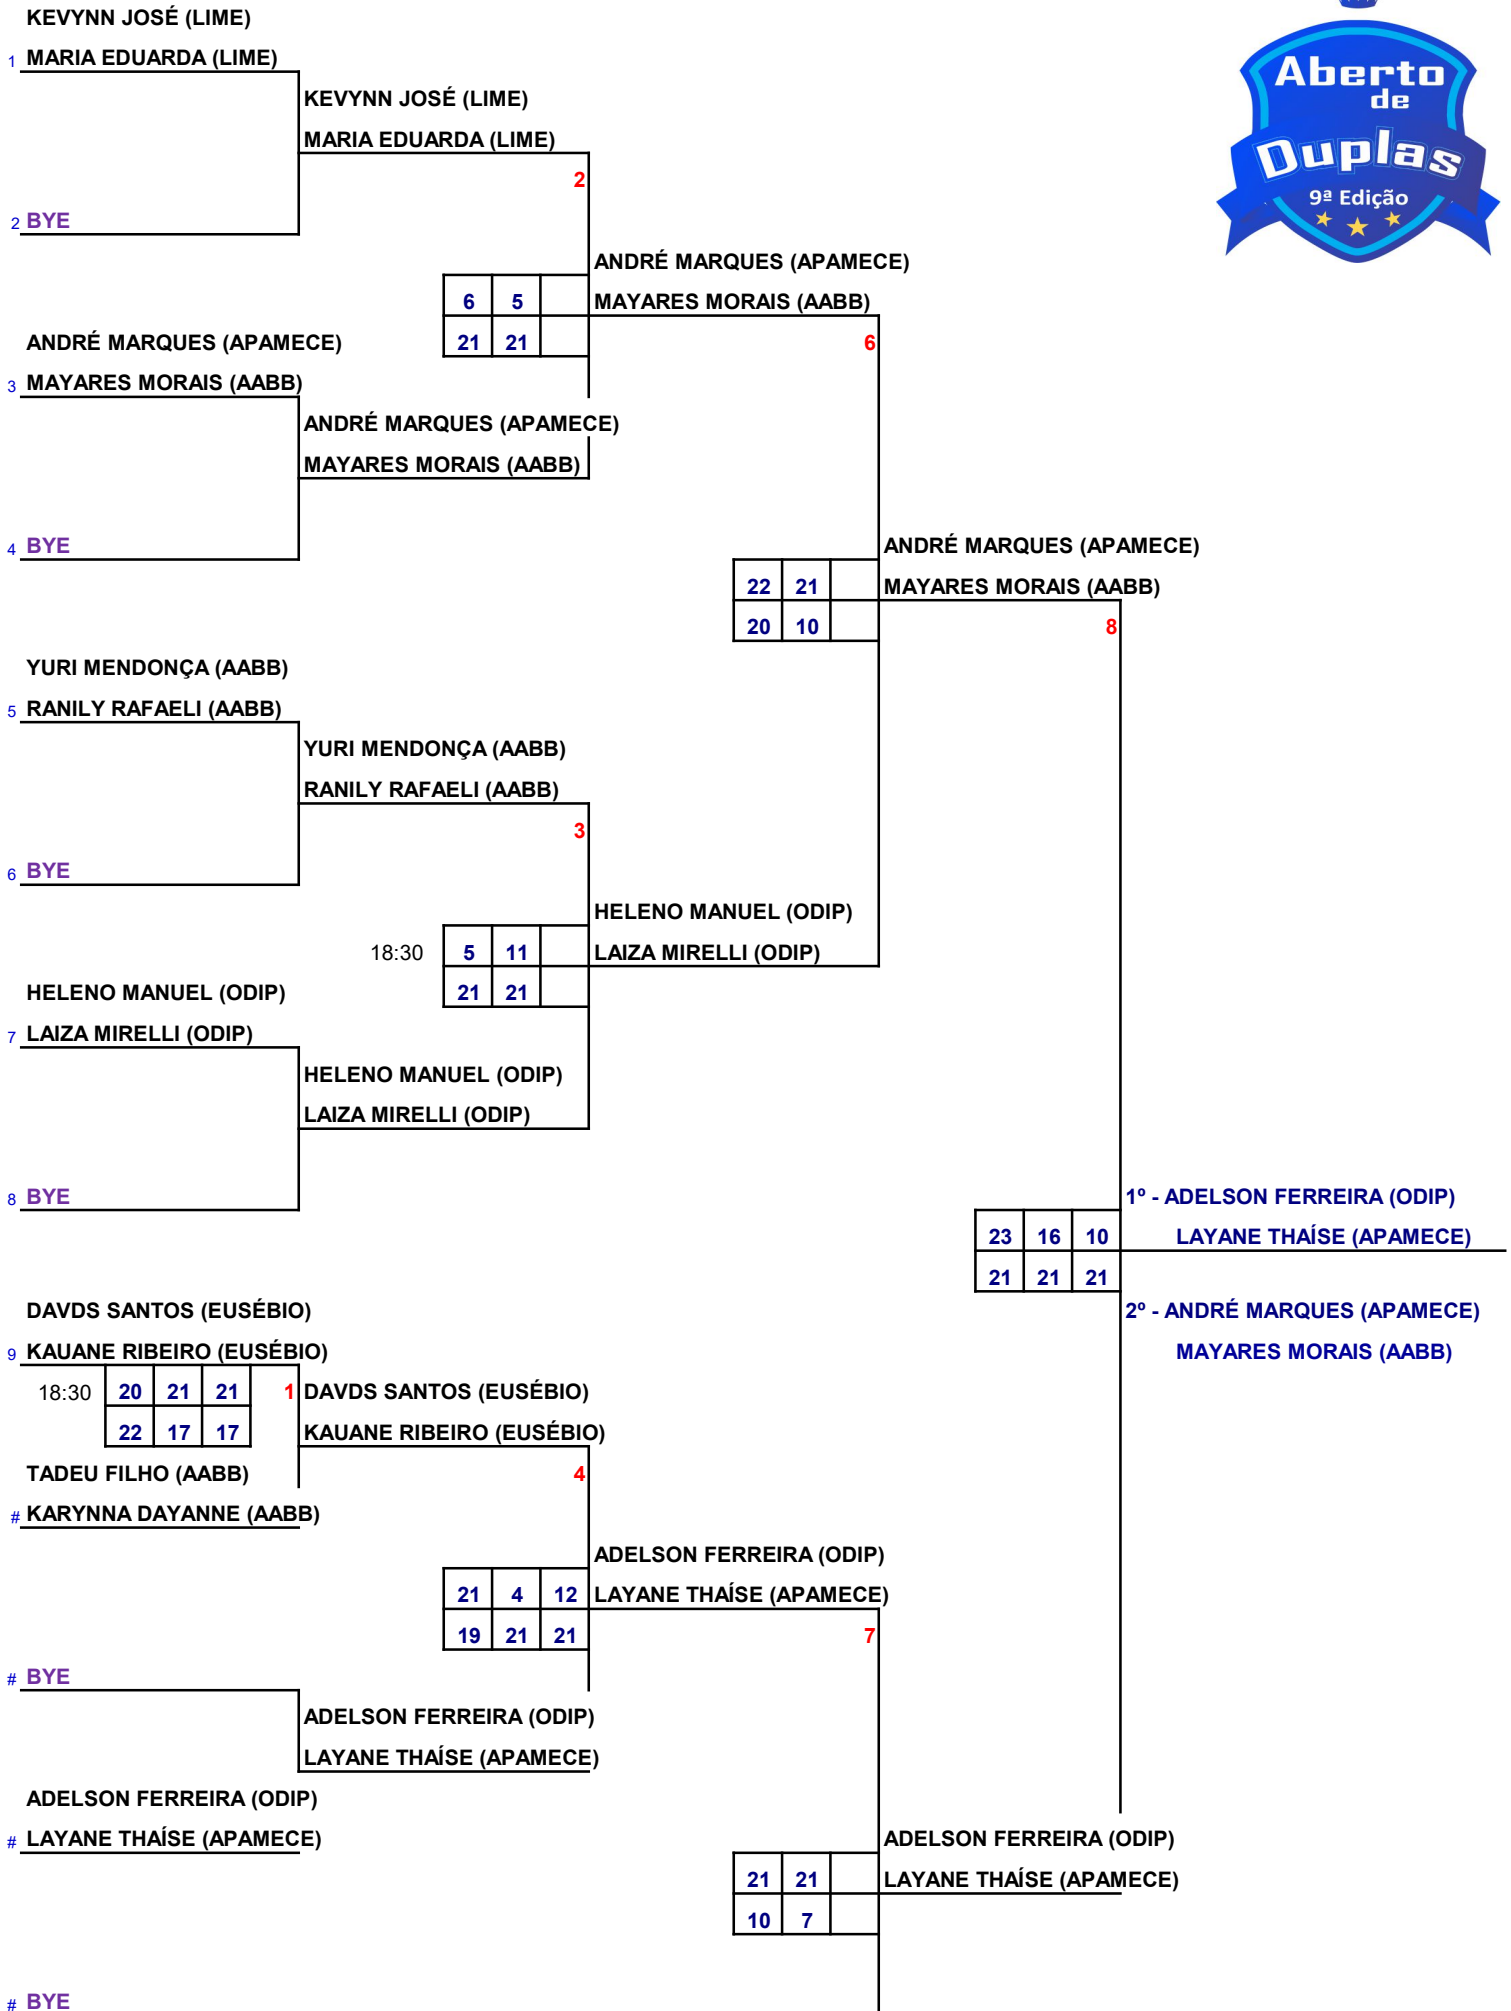 KEVYNN JOSÉ (LIME)
1 MARIA EDUARDA (LIME)
Aberto
de
Duplas
9ª Edição
KEVYNN JOSÉ (LIME)
MARIA EDUARDA (LIME)
2
2 BYE
ANDRÉ MARQUES (APAMECE)
6 5 MAYARES MORAIS (AABB)
21 21 6
ANDRÉ MARQUES (APAMECE)
3 MAYARES MORAIS (AABB)
ANDRÉ MARQUES (APAMECE)
MAYARES MORAIS (AABB)
4 BYE
ANDRÉ MARQUES (APAMECE)
22 21 MAYARES MORAIS (AABB)
20 10 8
YURI MENDONÇA (AABB)
5 RANILY RAFAELI (AABB)
YURI MENDONÇA (AABB)
RANILY RAFAELI (AABB)
3
6 BYE
HELENO MANUEL (ODIP)
18:30 5 11 LAIZA MIRELLI (ODIP)
21 21
HELENO MANUEL (ODIP)
7 LAIZA MIRELLI (ODIP)
HELENO MANUEL (ODIP)
LAIZA MIRELLI (ODIP)
8 BYE
1º - ADELSON FERREIRA (ODIP)
23 16 10 LAYANE THAÍSE (APAMECE)
21 21 21
2º - ANDRÉ MARQUES (APAMECE)
MAYARES MORAIS (AABB)
DAVDS SANTOS (EUSÉBIO)
9 KAUANE RIBEIRO (EUSÉBIO)
18:30 20 21 21 1 DAVDS SANTOS (EUSÉBIO)
22 17 17 KAUANE RIBEIRO (EUSÉBIO)
TADEU FILHO (AABB) 4
# KARYNNA DAYANNE (AABB)
ADELSON FERREIRA (ODIP)
21 4 12 LAYANE THAÍSE (APAMECE)
19 21 21 7
# BYE
ADELSON FERREIRA (ODIP)
LAYANE THAÍSE (APAMECE)
ADELSON FERREIRA (ODIP)
# LAYANE THAÍSE (APAMECE)
ADELSON FERREIRA (ODIP)
21 21 LAYANE THAÍSE (APAMECE)
10 7
# BYE